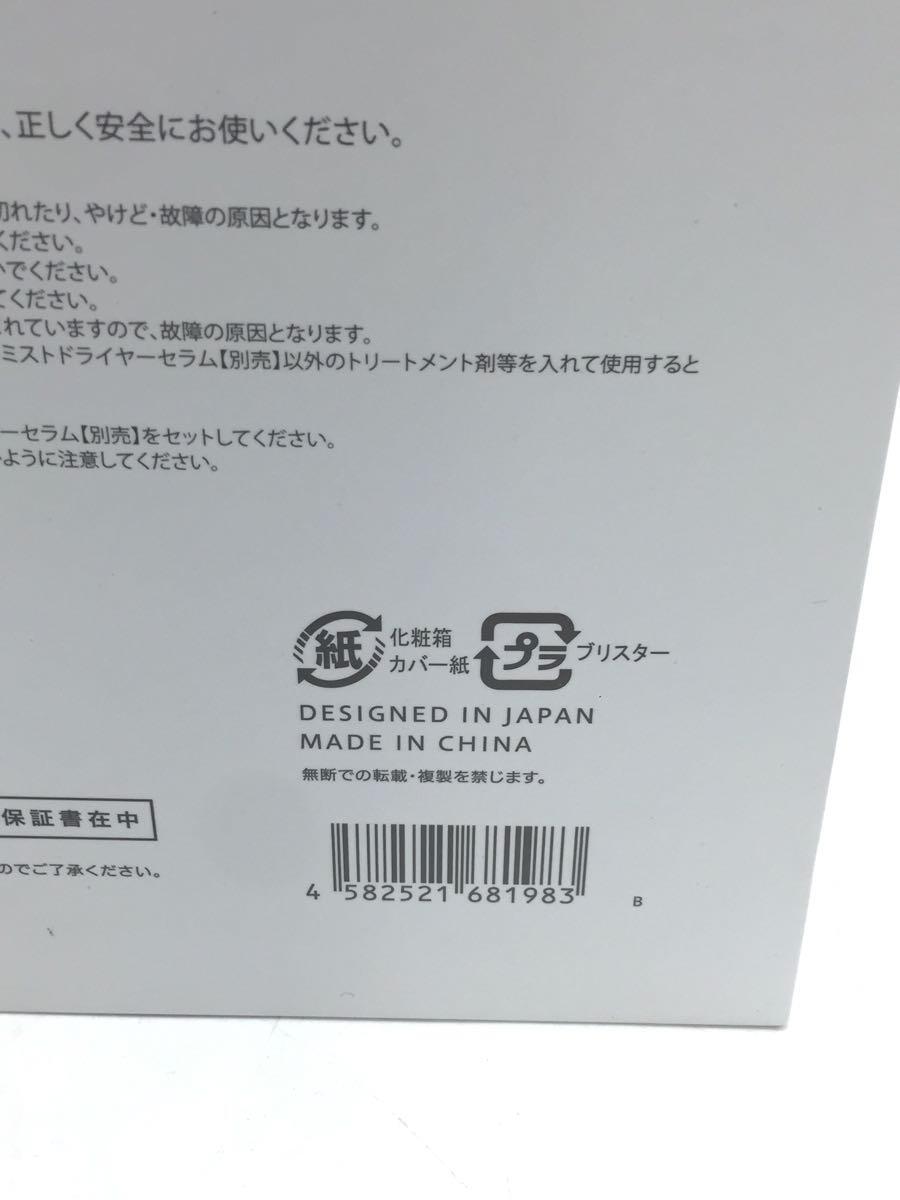 、正しく安全にお使いください。
切れたり、やけど・故障の原因となります。
ください。
でください。
てください。
れていますので、故障の原因となります。
ミストドライヤーセラム【別売】以外のトリートメント剤等を入れて使用すると
ーセラム【別売】をセットしてください。
ように注意してください。
紙 化粧箱
カバー紙
プラ ブリスター
DESIGNED IN JAPAN
MADE IN CHINA
無断での転載・複製を禁じます。
保証書在中
のでご了承ください。
4 582521 681983
B